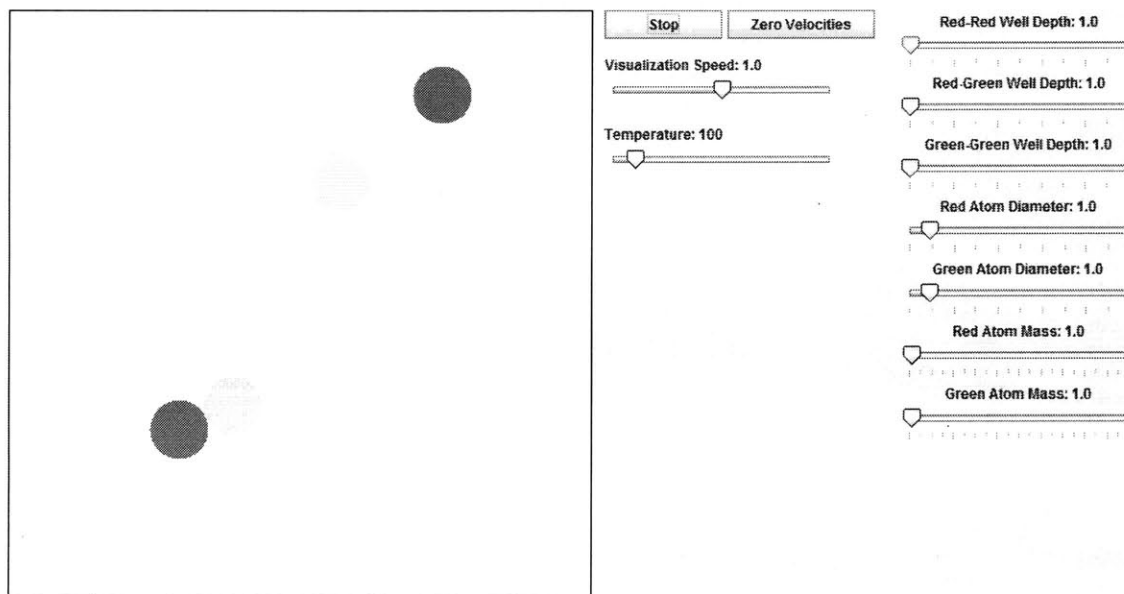 Stop
Zero Velocities
Visualization Speed: 1.0
Temperature: 100
Red-Red Well Depth: 1.0
Red-Green Well Depth: 1.0
Green-Green Well Depth: 1.0
Red Atom Diameter: 1.0
Green Atom Diameter: 1.0
Red Atom Mass: 1.0
Green Atom Mass: 1.0